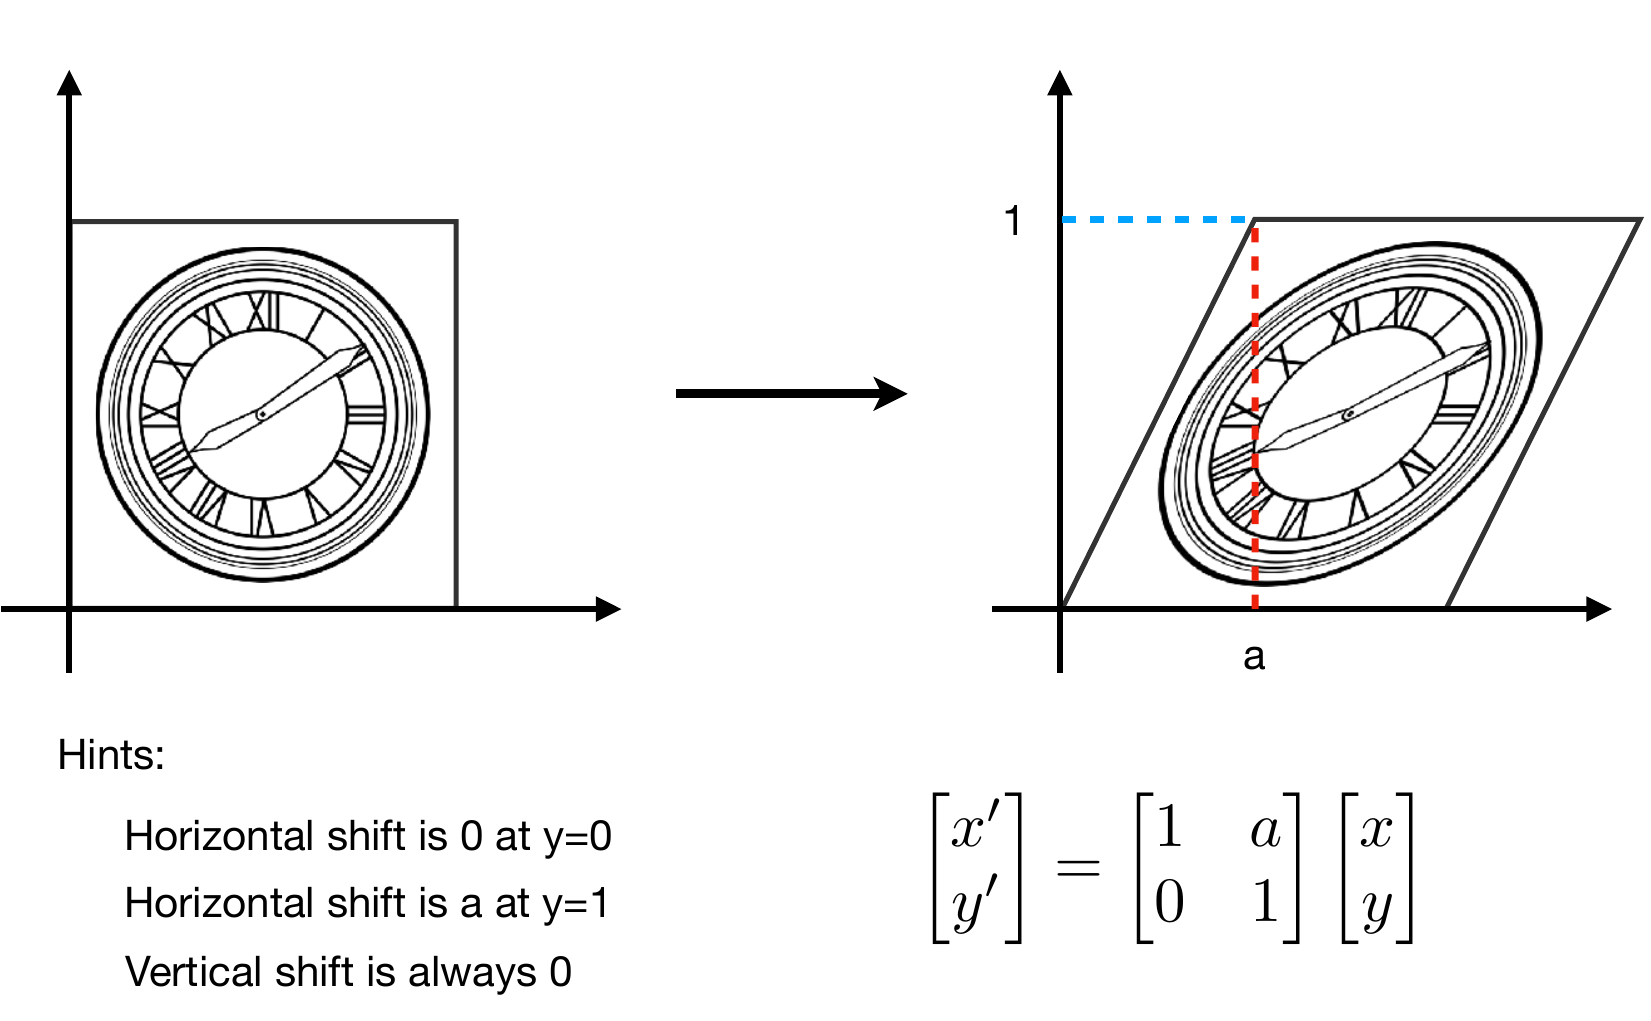 1
a
Hints:
Horizontal shift is 0 at y=0
Horizontal shift is a at y=1
Vertical shift is always 0
[x′ y′] = [1 a 0 1] [x y]